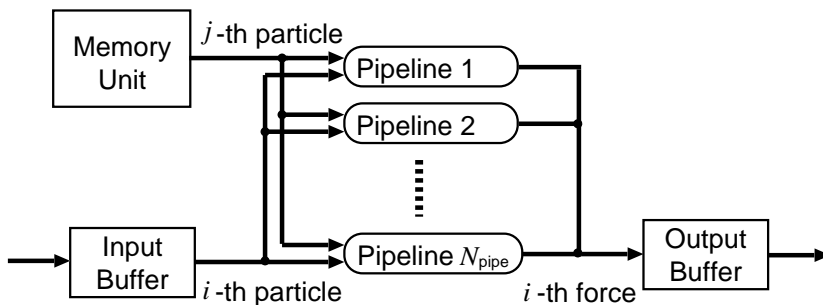 Memory
Unit
j-th particle
Pipeline 1
Pipeline 2
Pipeline Npipe
Input
Buffer
i-th particle
i-th force
Output
Buffer